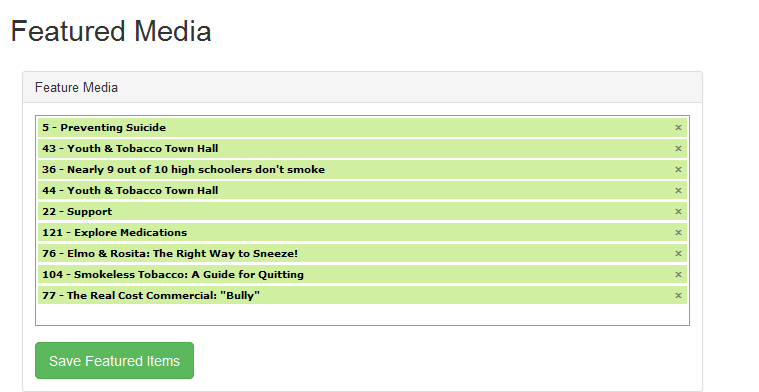 Featured Media
Feature Media
5 - Preventing Suicide ×
43 - Youth & Tobacco Town Hall ×
36 - Nearly 9 out of 10 high schoolers don't smoke ×
44 - Youth & Tobacco Town Hall ×
22 - Support ×
121 - Explore Medications ×
76 - Elmo & Rosita: The Right Way to Sneeze! ×
104 - Smokeless Tobacco: A Guide for Quitting ×
77 - The Real Cost Commercial: "Bully" ×
Save Featured Items